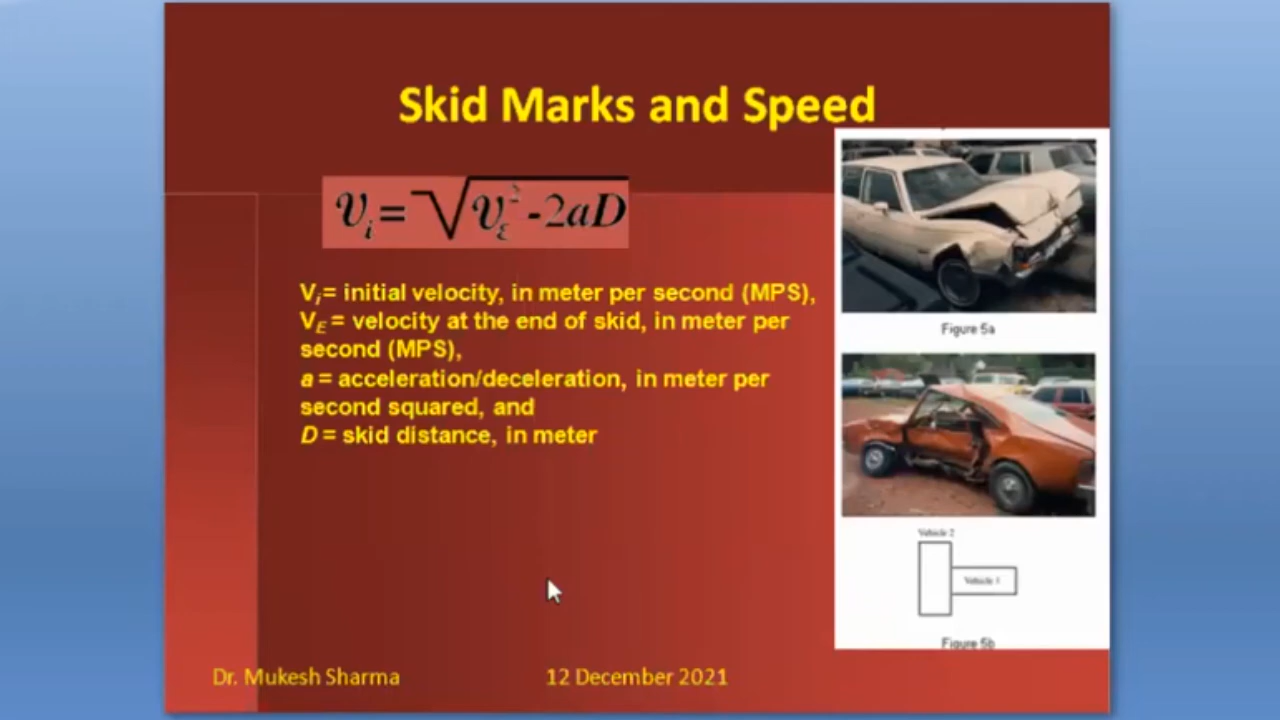 Skid Marks and Speed
Vᵢ=√VE²-2aD
Vᵢ= initial velocity, in meter per second (MPS),
VE = velocity at the end of skid, in meter per
second (MPS),
a = acceleration/deceleration, in meter per
second squared, and
D = skid distance, in meter
Figure 5a
Vehicle 2
Vehicle 1
Figure 5b
Dr. Mukesh Sharma
12 December 2021